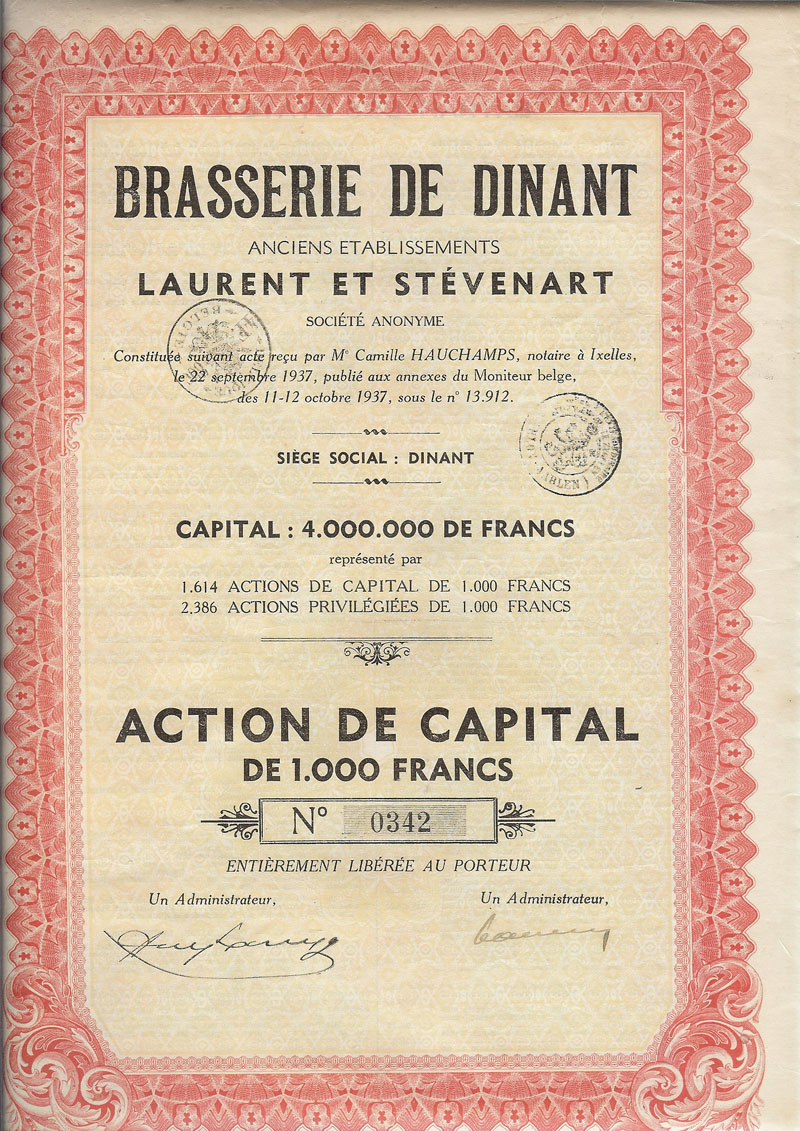 BRASSERIE DE DINANT
ANCIENS ETABLISSEMENTS
LAURENT ET STÉVENART
SOCIÉTÉ ANONYME
Constituée suivant acte reçu par Me Camille HAUCHAMPS, notaire à Ixelles,
le 22 septembre 1937, publié aux annexes du Moniteur belge,
des 11-12 octobre 1937, sous le no 13.912.
SIÈGE SOCIAL : DINANT
CAPITAL : 4.000.000 DE FRANCS
représenté par
1.614 ACTIONS DE CAPITAL DE 1.000 FRANCS
2.386 ACTIONS PRIVILÉGIÉES DE 1.000 FRANCS
ACTION DE CAPITAL
DE 1.000 FRANCS
No 0342
ENTIÈREMENT LIBÉRÉE AU PORTEUR
Un Administrateur, Un Administrateur,